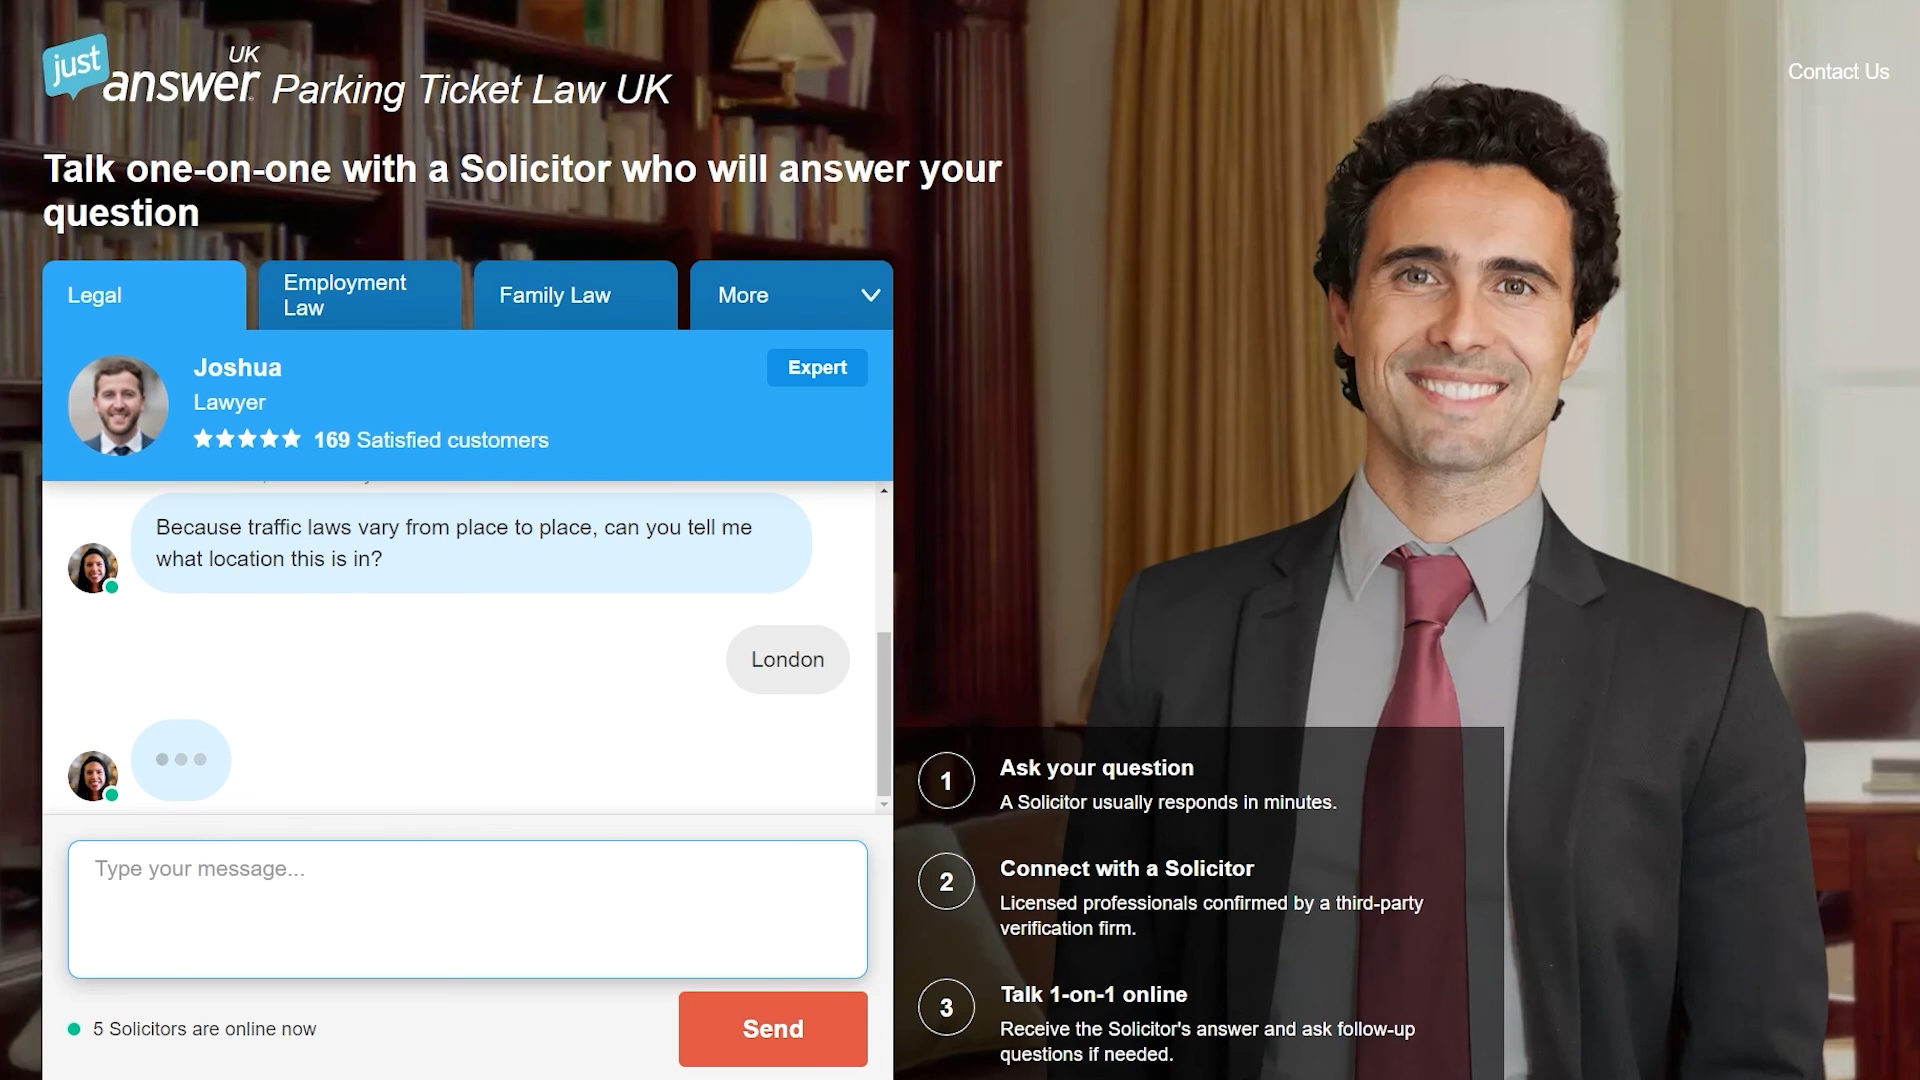 just
answer
UK
Parking Ticket Law UK
Contact Us
Talk one-on-one with a Solicitor who will answer your
question
Legal
Employment
Law
Family Law
More
Joshua
Expert
Lawyer
169 Satisfied customers
Because traffic laws vary from place to place, can you tell me
what location this is in?
London
Type your message...
5 Solicitors are online now
Send
1
Ask your question
A Solicitor usually responds in minutes.
2
Connect with a Solicitor
Licensed professionals confirmed by a third-party
verification firm.
3
Talk 1-on-1 online
Receive the Solicitor's answer and ask follow-up
questions if needed.